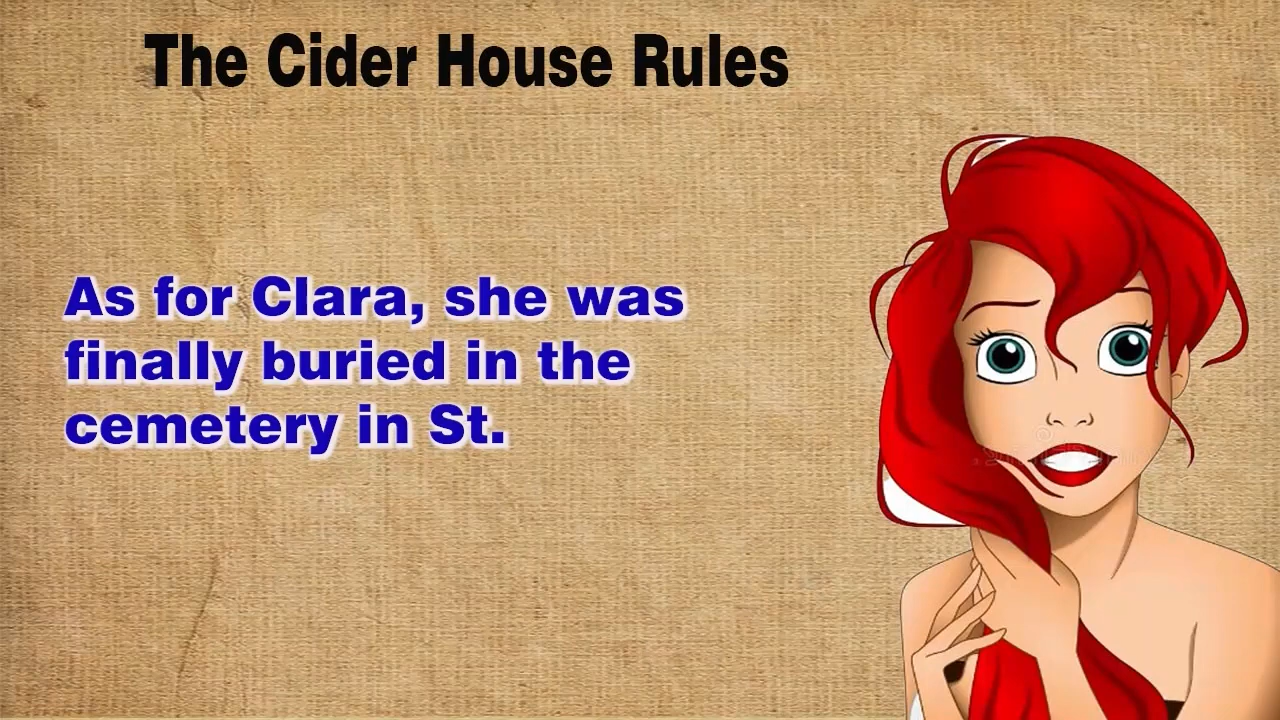 The Cider House Rules
As for Clara, she was
finally buried in the
cemetery in St.